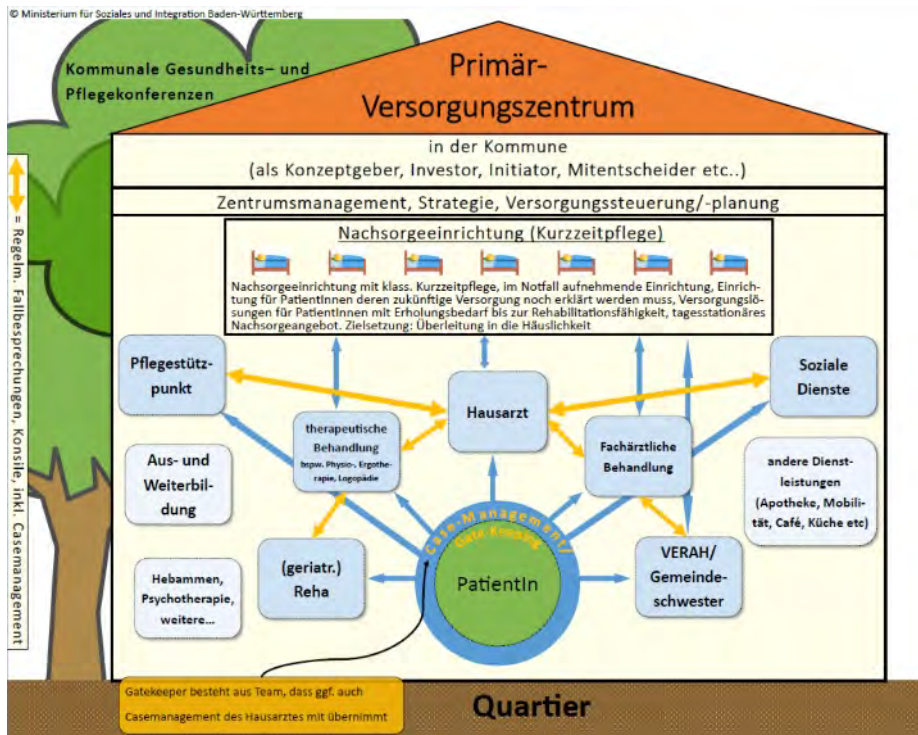 © Ministerium für Soziales und Integration Baden-Württemberg
Kommunale Gesundheits– und
Pflegekonferenzen
Primär-
Versorgungszentrum
in der Kommune
(als Konzeptgeber, Investor, Initiator, Mitentscheider etc..)
Zentrumsmanagement, Strategie, Versorgungssteuerung/-planung
Nachsorgeeinrichtung (Kurzzeitpflege)
Nachsorgeeinrichtung mit klass. Kurzzeitpflege, im Notfall aufnehmende Einrichtung, Einrich-
tung für PatientInnen deren zukünftige Versorgung noch erklärt werden muss, Versorgungslö-
sungen für PatientInnen mit Erholungsbedarf bis zur Rehabilitationsfähigkeit, tagesstationäres
Nachsorgeangebot. Zielsetzung: Überleitung in die Häuslichkeit
= Regelm. Fallbesprechungen, Konsile, inkl. Casemanagement
Pflegestütz-
punkt
Hausarzt
Soziale
Dienste
therapeutische
Behandlung
bspw. Physio-, Ergothe-
rapie, Logopädie
Fachärztliche
Behandlung
Aus- und
Weiterbil-
dung
andere Dienst-
leistungen
(Apotheke, Mobili-
tät, Café, Küche etc)
Case-Management/
Gate Keeping
PatientIn
(geriatr.)
Reha
VERAH/
Gemeinde-
schwester
Hebammen,
Psychotherapie,
weitere...
Gatekeeper besteht aus Team, dass ggf. auch
Casemanagement des Hausarztes mit übernimmt
Quartier